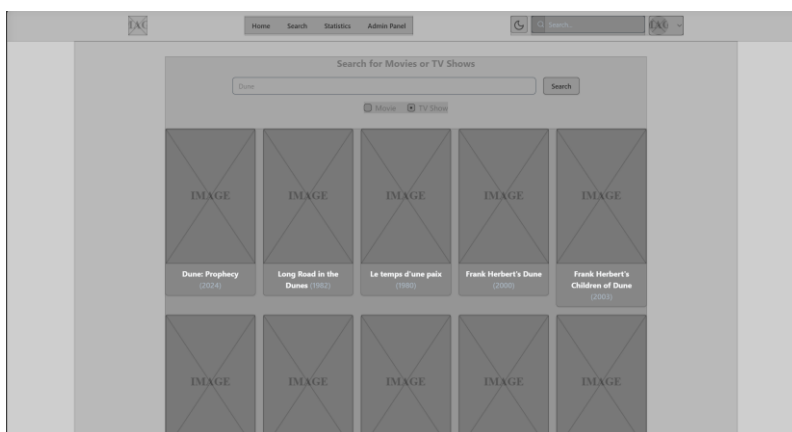 Home Search Statistics Admin Panel Search...
Search for Movies or TV Shows
Dune Search
Movie TV Show
IMAGE IMAGE IMAGE IMAGE IMAGE
Dune: Prophecy (2024)
Long Road in the Dunes (1982)
Le temps d'une paix (1980)
Frank Herbert's Dune (2000)
Frank Herbert's Children of Dune (2003)
IMAGE IMAGE IMAGE IMAGE IMAGE